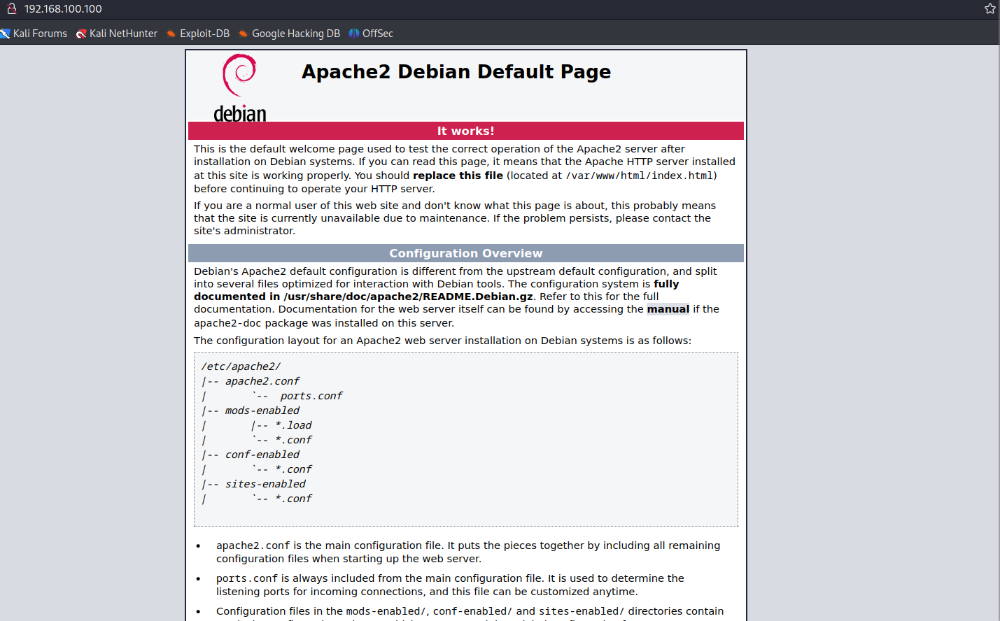 192.168.100.100
Kali Forums Kali NetHunter Exploit-DB Google Hacking DB OffSec
debian
Apache2 Debian Default Page
It works!
This is the default welcome page used to test the correct operation of the Apache2 server after
installation on Debian systems. If you can read this page, it means that the Apache HTTP server installed
at this site is working properly. You should replace this file (located at /var/www/html/index.html)
before continuing to operate your HTTP server.
If you are a normal user of this web site and don't know what this page is about, this probably means
that the site is currently unavailable due to maintenance. If the problem persists, please contact the
site's administrator.
Configuration Overview
Debian's Apache2 default configuration is different from the upstream default configuration, and split
into several files optimized for interaction with Debian tools. The configuration system is fully
documented in /usr/share/doc/apache2/README.Debian.gz. Refer to this for the full
documentation. Documentation for the web server itself can be found by accessing the manual if the
apache2-doc package was installed on this server.
The configuration layout for an Apache2 web server installation on Debian systems is as follows:
/etc/apache2/
|-- apache2.conf
|       `--  ports.conf
|-- mods-enabled
|       |-- *.load
|       `-- *.conf
|-- conf-enabled
|       `-- *.conf
|-- sites-enabled
|       `-- *.conf
• apache2.conf is the main configuration file. It puts the pieces together by including all remaining
configuration files when starting up the web server.
• ports.conf is always included from the main configuration file. It is used to determine the
listening ports for incoming connections, and this file can be customized anytime.
• Configuration files in the mods-enabled/, conf-enabled/ and sites-enabled/ directories contain